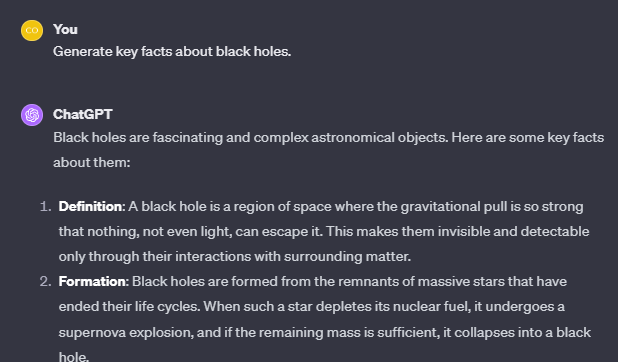 CO You
Generate key facts about black holes.
ChatGPT
Black holes are fascinating and complex astronomical objects. Here are some key facts
about them:
1. Definition: A black hole is a region of space where the gravitational pull is so strong
that nothing, not even light, can escape it. This makes them invisible and detectable
only through their interactions with surrounding matter.
2. Formation: Black holes are formed from the remnants of massive stars that have
ended their life cycles. When such a star depletes its nuclear fuel, it undergoes a
supernova explosion, and if the remaining mass is sufficient, it collapses into a black
hole.